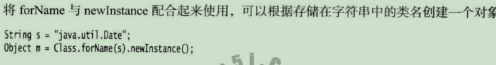 将 forName 与 newInstance 配合起来使用，可以根据存储在字符串中的类名创建一个对象
String s = "java.util.Date";
Object m = Class.forName(s).newInstance();